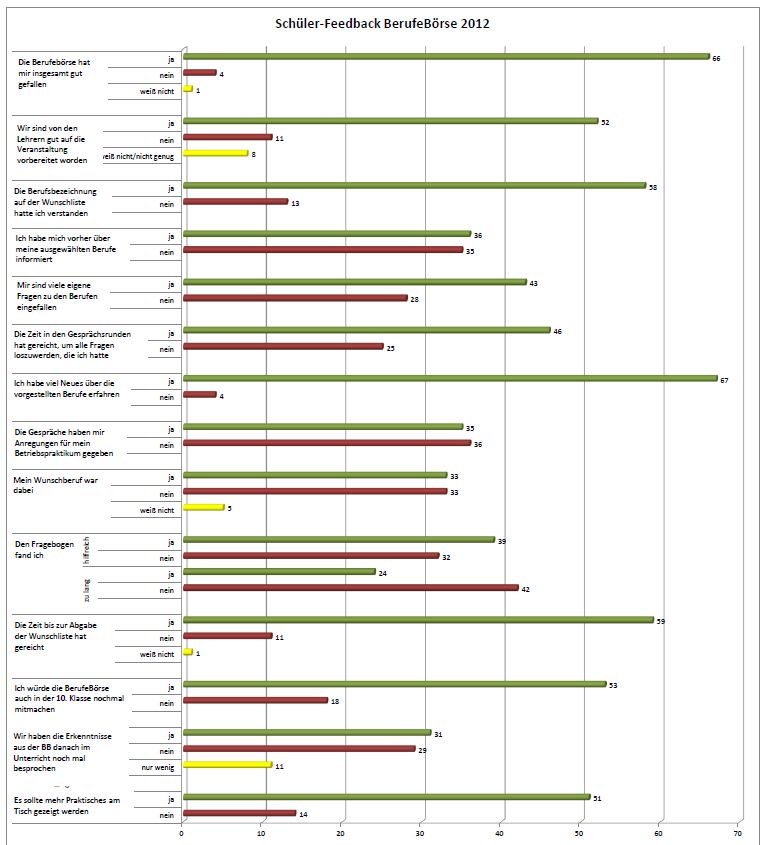 Schüler-Feedback BerufeBörse 2012
Die Berufebörse hat
mir insgesamt gut
gefallen
ja
66
nein
4
weiß nicht
1
Wir sind von den
Lehrern gut auf die
Veranstaltung
vorbereitet worden
ja
52
nein
11
weiß nicht/nicht genug
8
Die Berufsbezeichnung
auf der Wunschliste
hatte ich verstanden
ja
58
nein
13
Ich habe mich vorher über
meine ausgewählten Berufe
informiert
ja
36
nein
35
Mir sind viele eigene
Fragen zu den Berufen
eingefallen
ja
43
nein
28
Die Zeit in den Gesprächsrunden
hat gereicht, um alle Fragen
loszuwerden, die ich hatte
ja
46
nein
25
Ich habe viel Neues über die
vorgestellten Berufe erfahren
ja
67
nein
4
Die Gespräche haben mir
Anregungen für mein
Betriebspraktikum gegeben
ja
35
nein
36
Mein Wunschberuf war
dabei
ja
33
nein
33
weiß nicht
5
Den Fragebogen
fand ich
hilfreich
ja
39
nein
32
zu lang
ja
24
nein
42
Die Zeit bis zur Abgabe
der Wunschliste hat
gereicht
ja
59
nein
11
weiß nicht
1
Ich würde die BerufeBörse
auch in der 10. Klasse nochmal
mitmachen
ja
53
nein
18
Wir haben die Erkenntnisse
aus der BB danach im
Unterricht noch mal
besprochen
ja
31
nein
29
nur wenig
11
Es sollte mehr Praktisches am
Tisch gezeigt werden
ja
51
nein
14
0 10 20 30 40 50 60 70